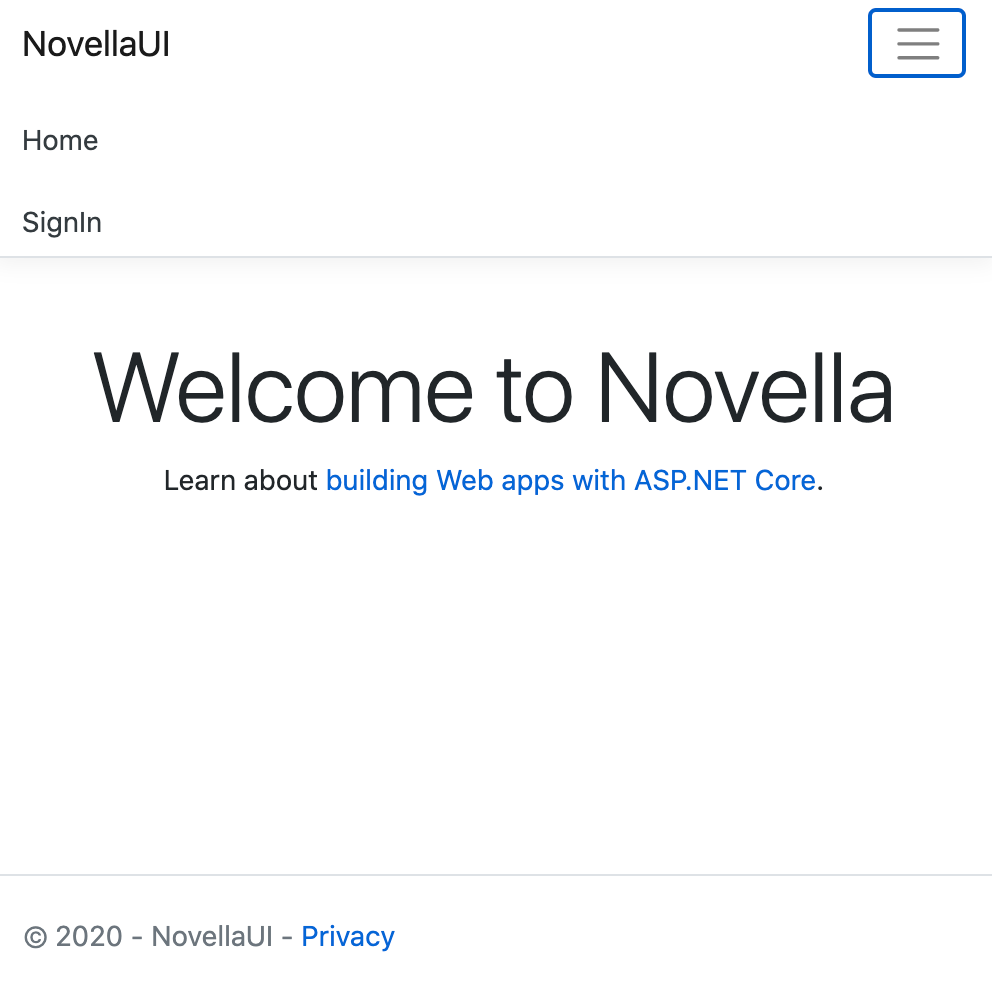 NovellaUI
Home
SignIn
Welcome to Novella
Learn about building Web apps with ASP.NET Core.
© 2020 - NovellaUI - Privacy